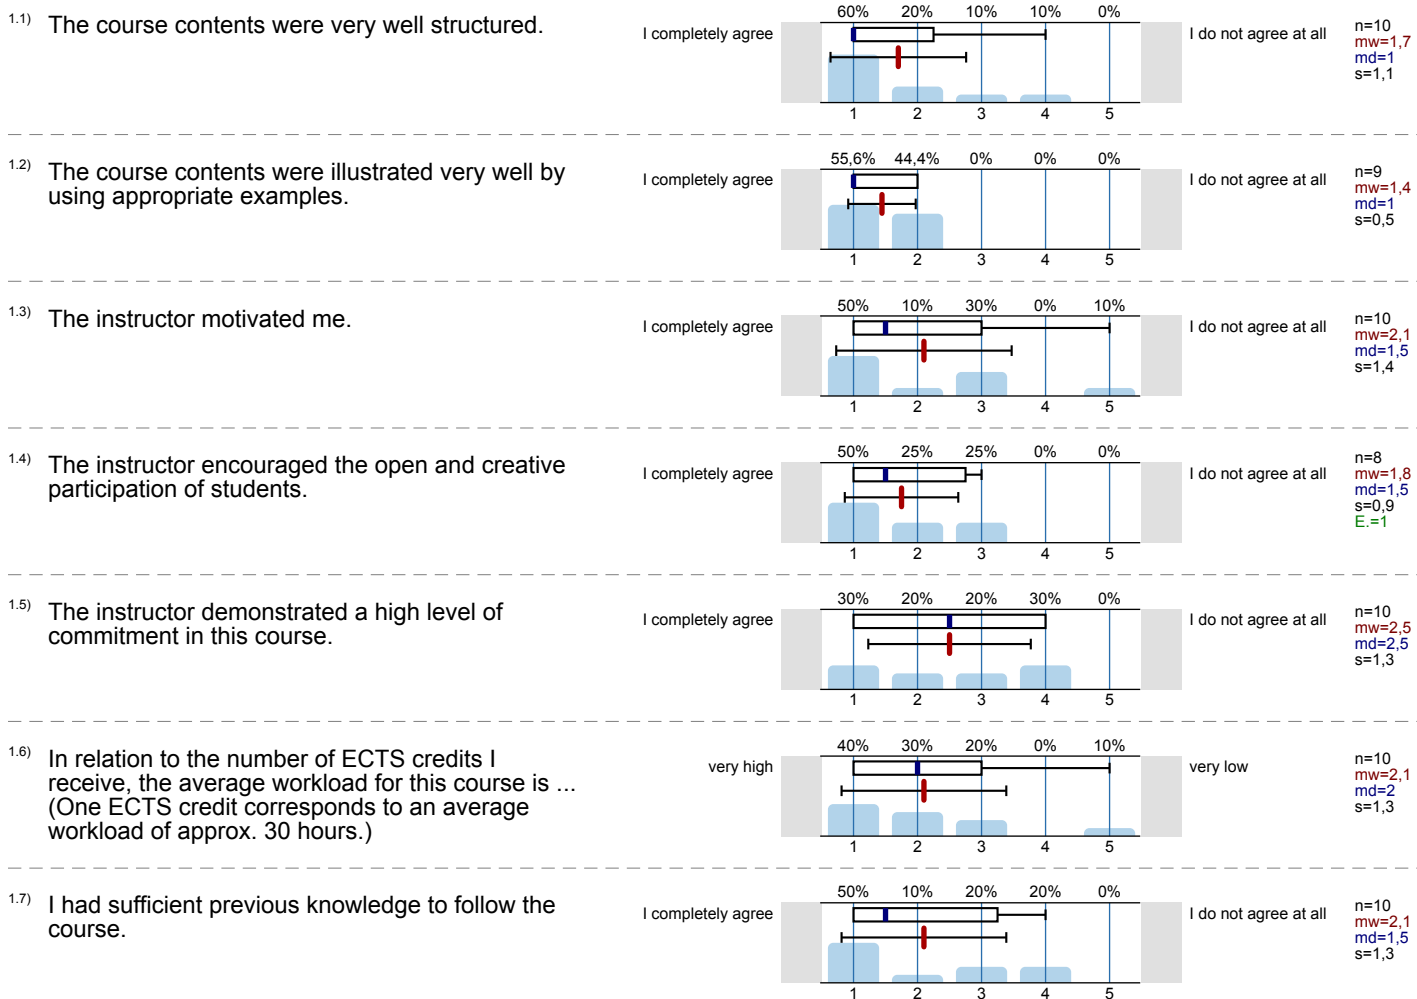 1.1) The course contents were very well structured.
I completely agree
60% 20% 10% 10% 0%
1 2 3 4 5
I do not agree at all
n=10
mw=1,7
md=1
s=1,1
1.2) The course contents were illustrated very well by
using appropriate examples.
I completely agree
55,6% 44,4% 0% 0% 0%
1 2 3 4 5
I do not agree at all
n=9
mw=1,4
md=1
s=0,5
1.3) The instructor motivated me.
I completely agree
50% 10% 30% 0% 10%
1 2 3 4 5
I do not agree at all
n=10
mw=2,1
md=1,5
s=1,4
1.4) The instructor encouraged the open and creative
participation of students.
I completely agree
50% 25% 25% 0% 0%
1 2 3 4 5
I do not agree at all
n=8
mw=1,8
md=1,5
s=0,9
E.=1
1.5) The instructor demonstrated a high level of
commitment in this course.
I completely agree
30% 20% 20% 30% 0%
1 2 3 4 5
I do not agree at all
n=10
mw=2,5
md=2,5
s=1,3
1.6) In relation to the number of ECTS credits I
receive, the average workload for this course is ...
(One ECTS credit corresponds to an average
workload of approx. 30 hours.)
very high
40% 30% 20% 0% 10%
1 2 3 4 5
very low
n=10
mw=2,1
md=2
s=1,3
1.7) I had sufficient previous knowledge to follow the
course.
I completely agree
50% 10% 20% 20% 0%
1 2 3 4 5
I do not agree at all
n=10
mw=2,1
md=1,5
s=1,3